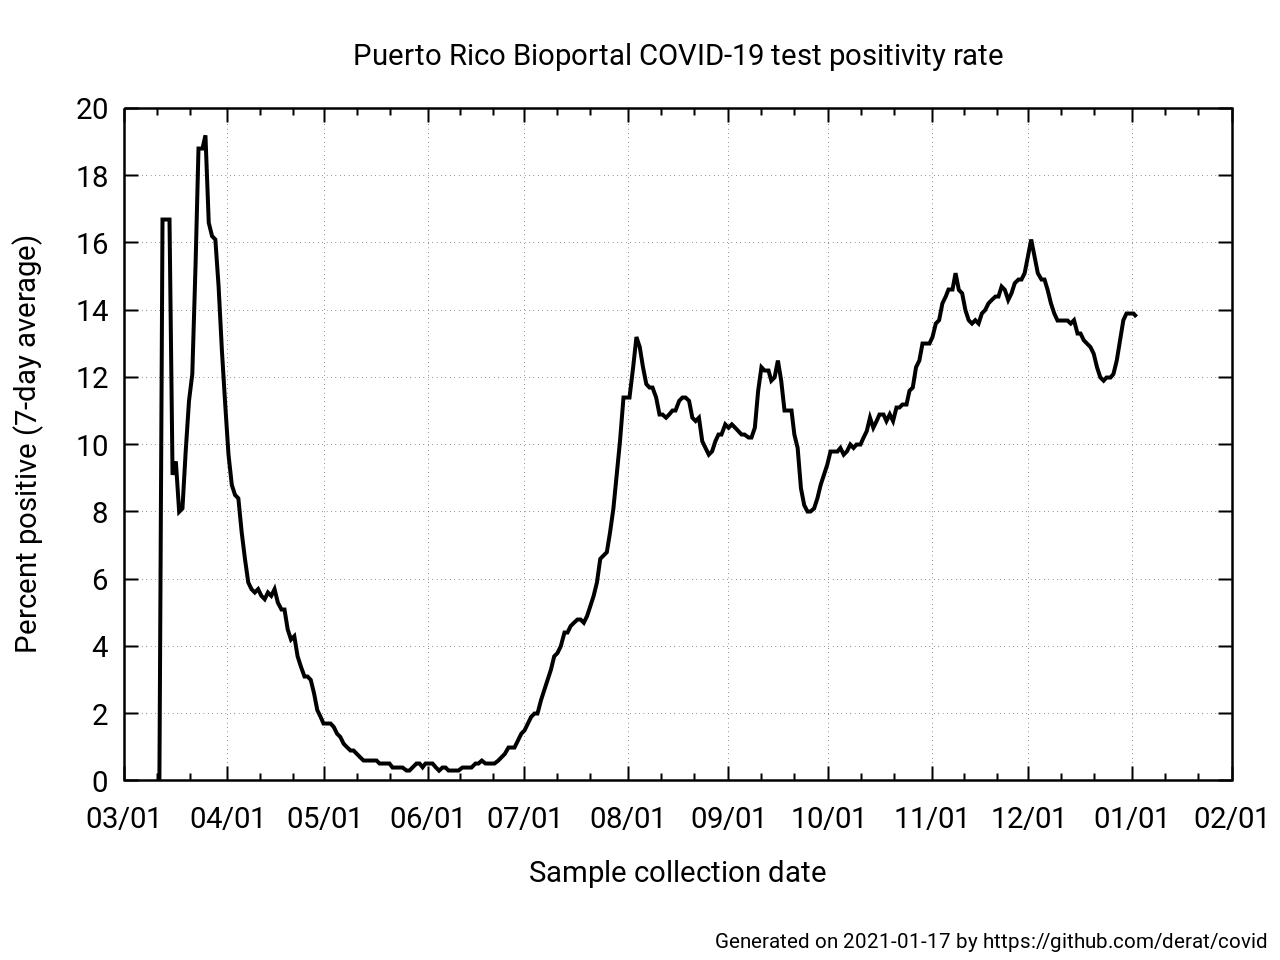 Puerto Rico Bioportal COVID-19 test positivity rate
Percent positive (7-day average)
20
18
16
14
12
10
8
6
4
2
0
03/01 04/01 05/01 06/01 07/01 08/01 09/01 10/01 11/01 12/01 01/01 02/01
Sample collection date
Generated on 2021-01-17 by https://github.com/derat/covid